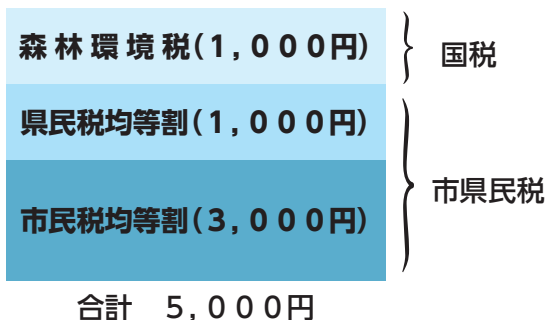 森林環境税(１,０００円)
国税
県民税均等割(１,０００円)
市県民税
市民税均等割(３,０００円)
合計　５,０００円